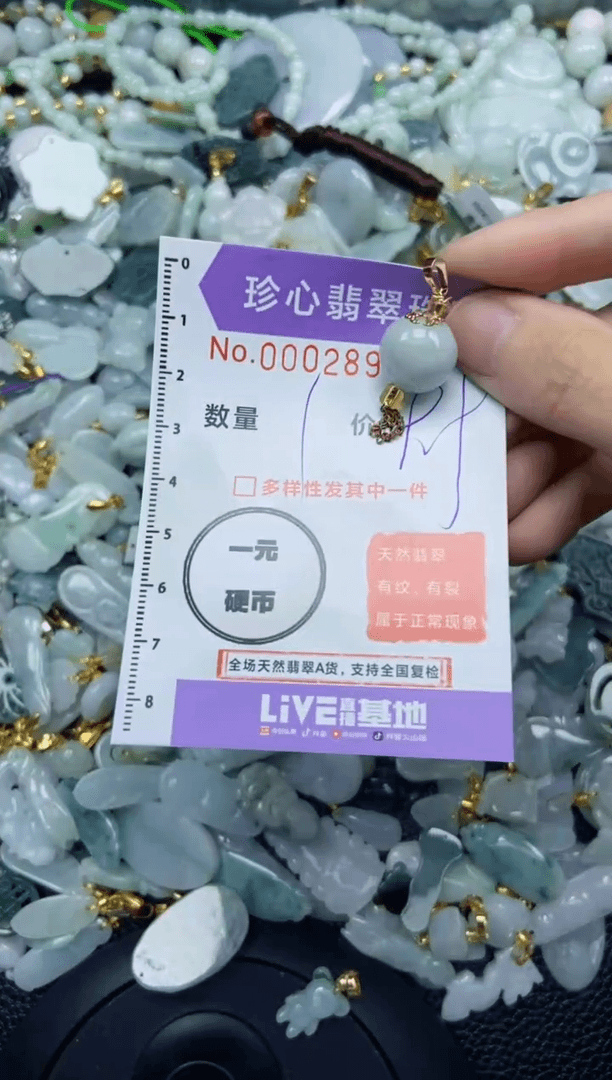 0
珍心翡翠珠
1
No.000289
2
数量
价
3
4
多样性发其中一件
5
一元
硬币
天然翡翠
有纹、有裂
属于正常现象
6
7
全场天然翡翠A货，支持全国复检
8
LiVE直播基地